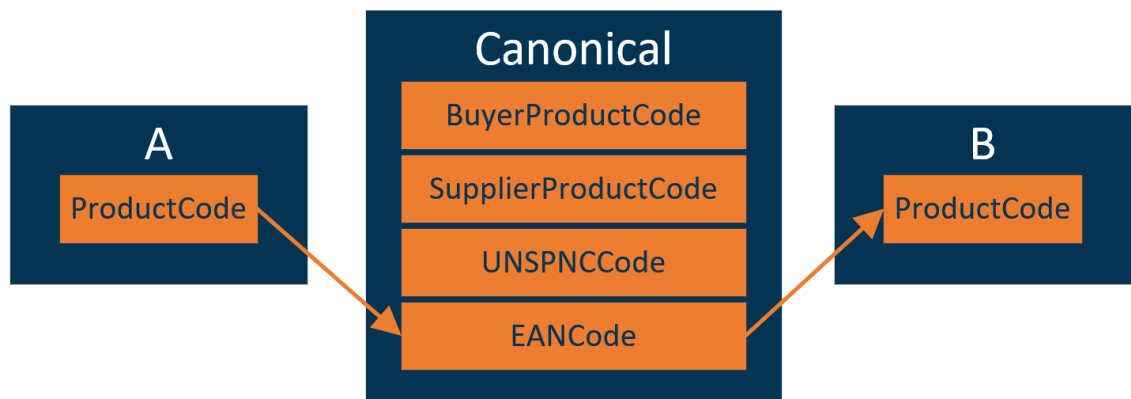 A
ProductCode
Canonical
BuyerProductCode
SupplierProductCode
UNSPNCCode
EANCode
B
ProductCode